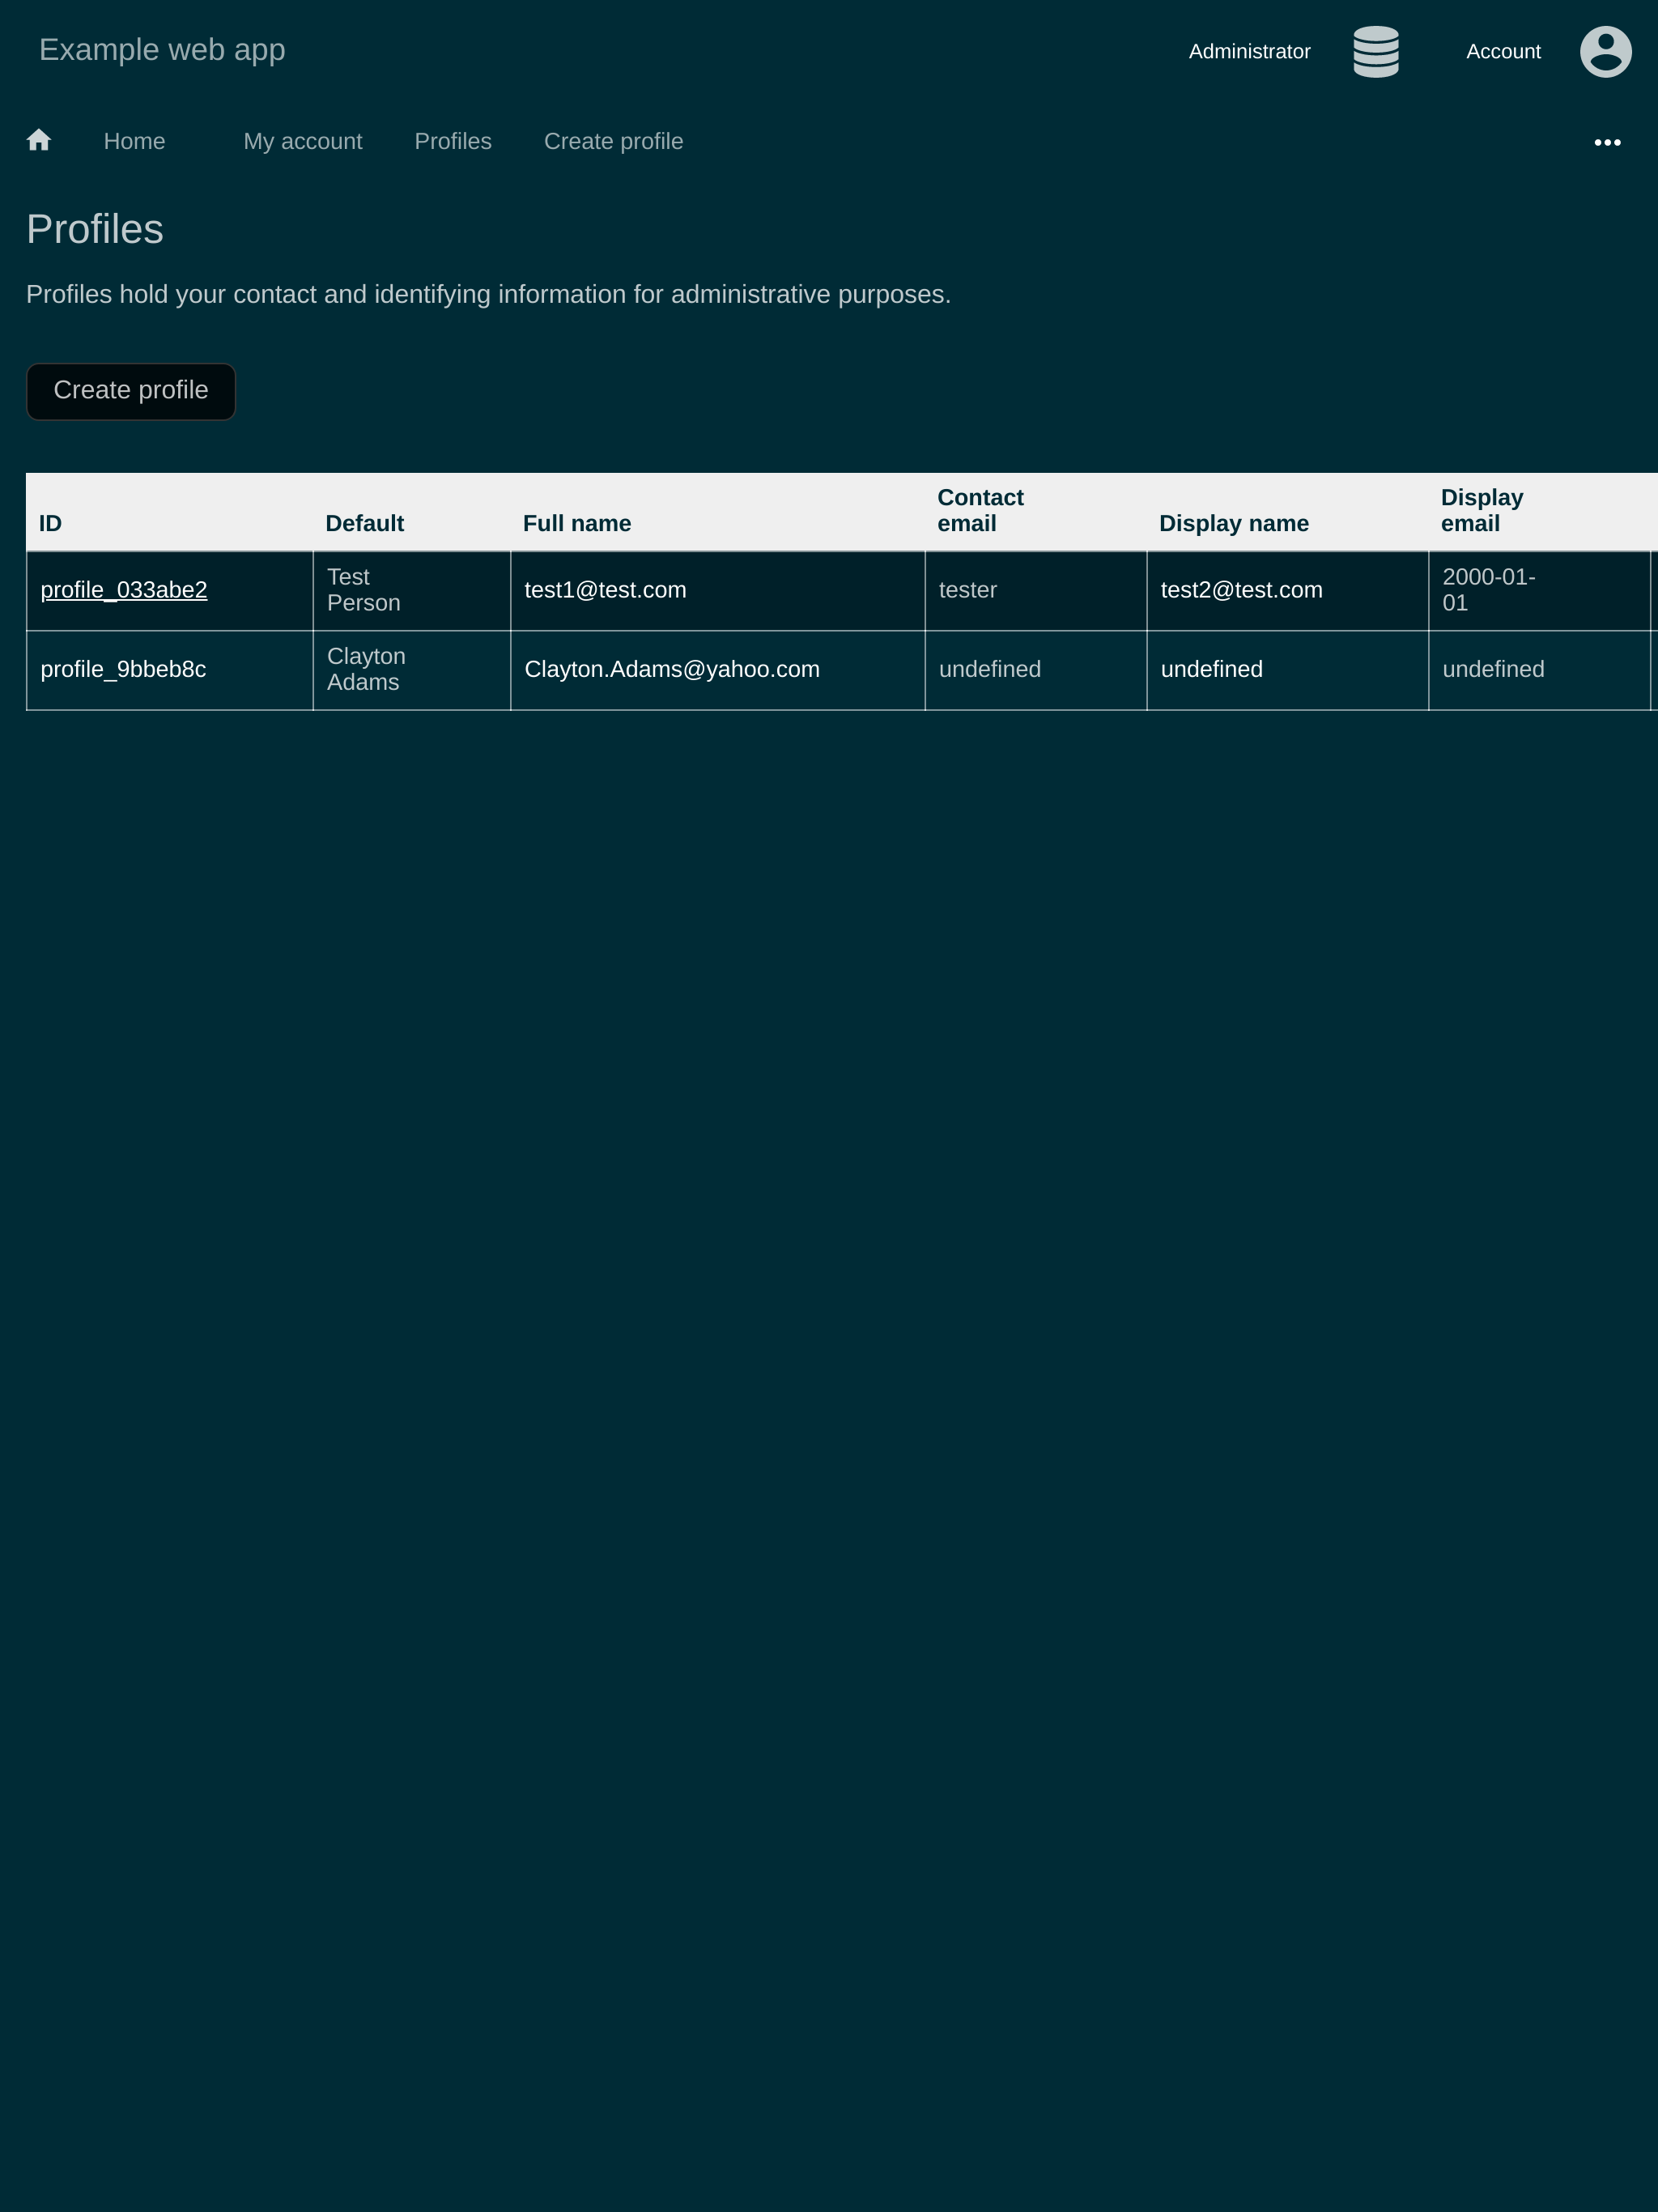 Example web app
Administrator
Account
Home
My account
Profiles
Create profile
Profiles
Profiles hold your contact and identifying information for administrative purposes.
Create profile
ID
Default
Full name
Contact
email
Display name
Display
email
profile_033abe2
Test
Person
test1@test.com
tester
test2@test.com
2000-01-
01
profile_9bbeb8c
Clayton
Adams
Clayton.Adams@yahoo.com
undefined
undefined
undefined